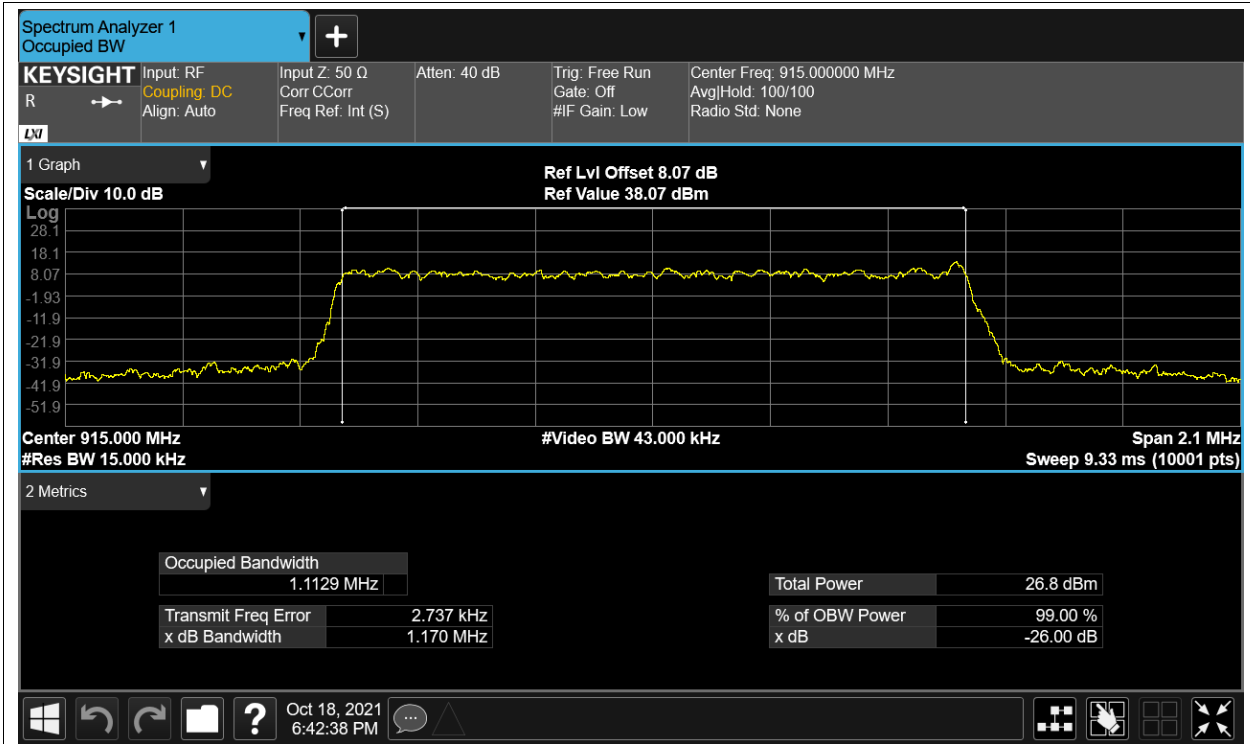 Spectrum Analyzer 1
Occupied BW
KEYSIGHT
R
LXI
Input: RF
Coupling: DC
Align: Auto
Input Z: 50 Ω
Corr CCorr
Freq Ref: Int (S)
Atten: 40 dB
Trig: Free Run
Gate: Off
#IF Gain: Low
Center Freq: 915.000000 MHz
Avg|Hold: 100/100
Radio Std: None
1 Graph
Scale/Div 10.0 dB
Ref Lvl Offset 8.07 dB
Ref Value 38.07 dBm
Log
28.1
18.1
8.07
-1.93
-11.9
-21.9
-31.9
-41.9
-51.9
Center 915.000 MHz
#Video BW 43.000 kHz
Span 2.1 MHz
#Res BW 15.000 kHz
Sweep 9.33 ms (10001 pts)
2 Metrics
Occupied Bandwidth
1.1129 MHz
Total Power 26.8 dBm
Transmit Freq Error 2.737 kHz
% of OBW Power 99.00 %
x dB Bandwidth 1.170 MHz
x dB -26.00 dB
?
Oct 18, 2021
6:42:38 PM